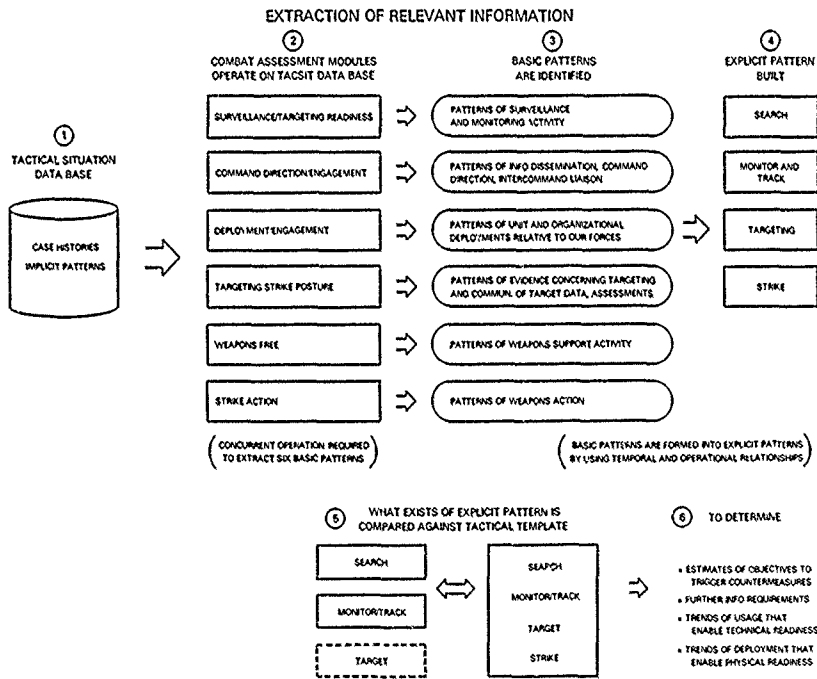 EXTRACTION OF RELEVANT INFORMATION
1
TACTICAL SITUATION
DATA BASE
CASE HISTORIES
IMPLICIT PATTERNS
2
COMBAT ASSESSMENT MODULES
OPERATE ON TACSIT DATA BASE
SURVEILLANCE/TARGETING READINESS
COMMAND DIRECTION/ENGAGEMENT
DEPLOYMENT/ENGAGEMENT
TARGETING STRIKE POSTURE
WEAPONS FREE
STRIKE ACTION
(CONCURRENT OPERATION REQUIRED
TO EXTRACT SIX BASIC PATTERNS)
3
BASIC PATTERNS
ARE IDENTIFIED
PATTERNS OF SURVEILLANCE
AND MONITORING ACTIVITY
PATTERNS OF INFO DISSEMINATION, COMMAND
DIRECTION, INTERCOMMAND LIAISON
PATTERNS OF UNIT AND ORGANIZATIONAL
DEPLOYMENTS RELATIVE TO OUR FORCES
PATTERNS OF EVIDENCE CONCERNING TARGETING
AND COMMUN. OF TARGET DATA, ASSESSMENTS
PATTERNS OF WEAPONS SUPPORT ACTIVITY
PATTERNS OF WEAPONS ACTION
4
EXPLICIT PATTERN
BUILT
SEARCH
MONITOR AND
TRACK
TARGETING
STRIKE
(BASIC PATTERNS ARE FORMED INTO EXPLICIT PATTERNS
BY USING TEMPORAL AND OPERATIONAL RELATIONSHIPS)
5
WHAT EXISTS OF EXPLICIT PATTERN IS
COMPARED AGAINST TACTICAL TEMPLATE
SEARCH
MONITOR/TRACK
TARGET
SEARCH
MONITOR/TRACK
TARGET
STRIKE
6
TO DETERMINE
• ESTIMATES OF OBJECTIVES TO
TRIGGER COUNTERMEASURES
• FURTHER INFO REQUIREMENTS
• TRENDS OF USAGE THAT
ENABLE TECHNICAL READINESS
• TRENDS OF DEPLOYMENT THAT
ENABLE PHYSICAL READINESS